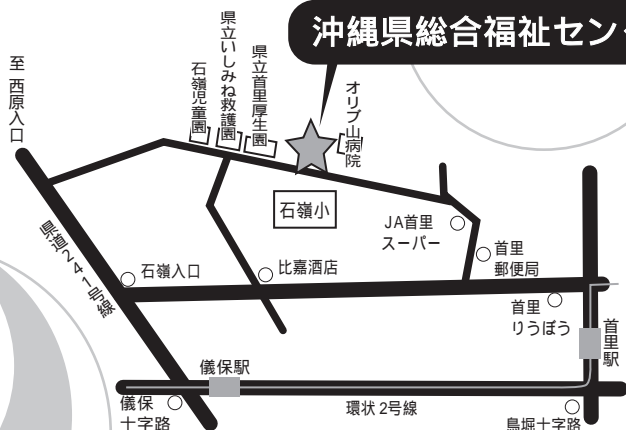 沖縄県総合福祉セン
至 西原入口
石嶺児童園
県立いしみね救護園
県立首里厚生園
オリブ山病院
石嶺小
JA首里
スーパー
首里
郵便局
県道241号線
石嶺入口
比嘉酒店
首里
りうぼう
首里駅
儀保駅
儀保
十字路
環状2号線
鳥堀十字路